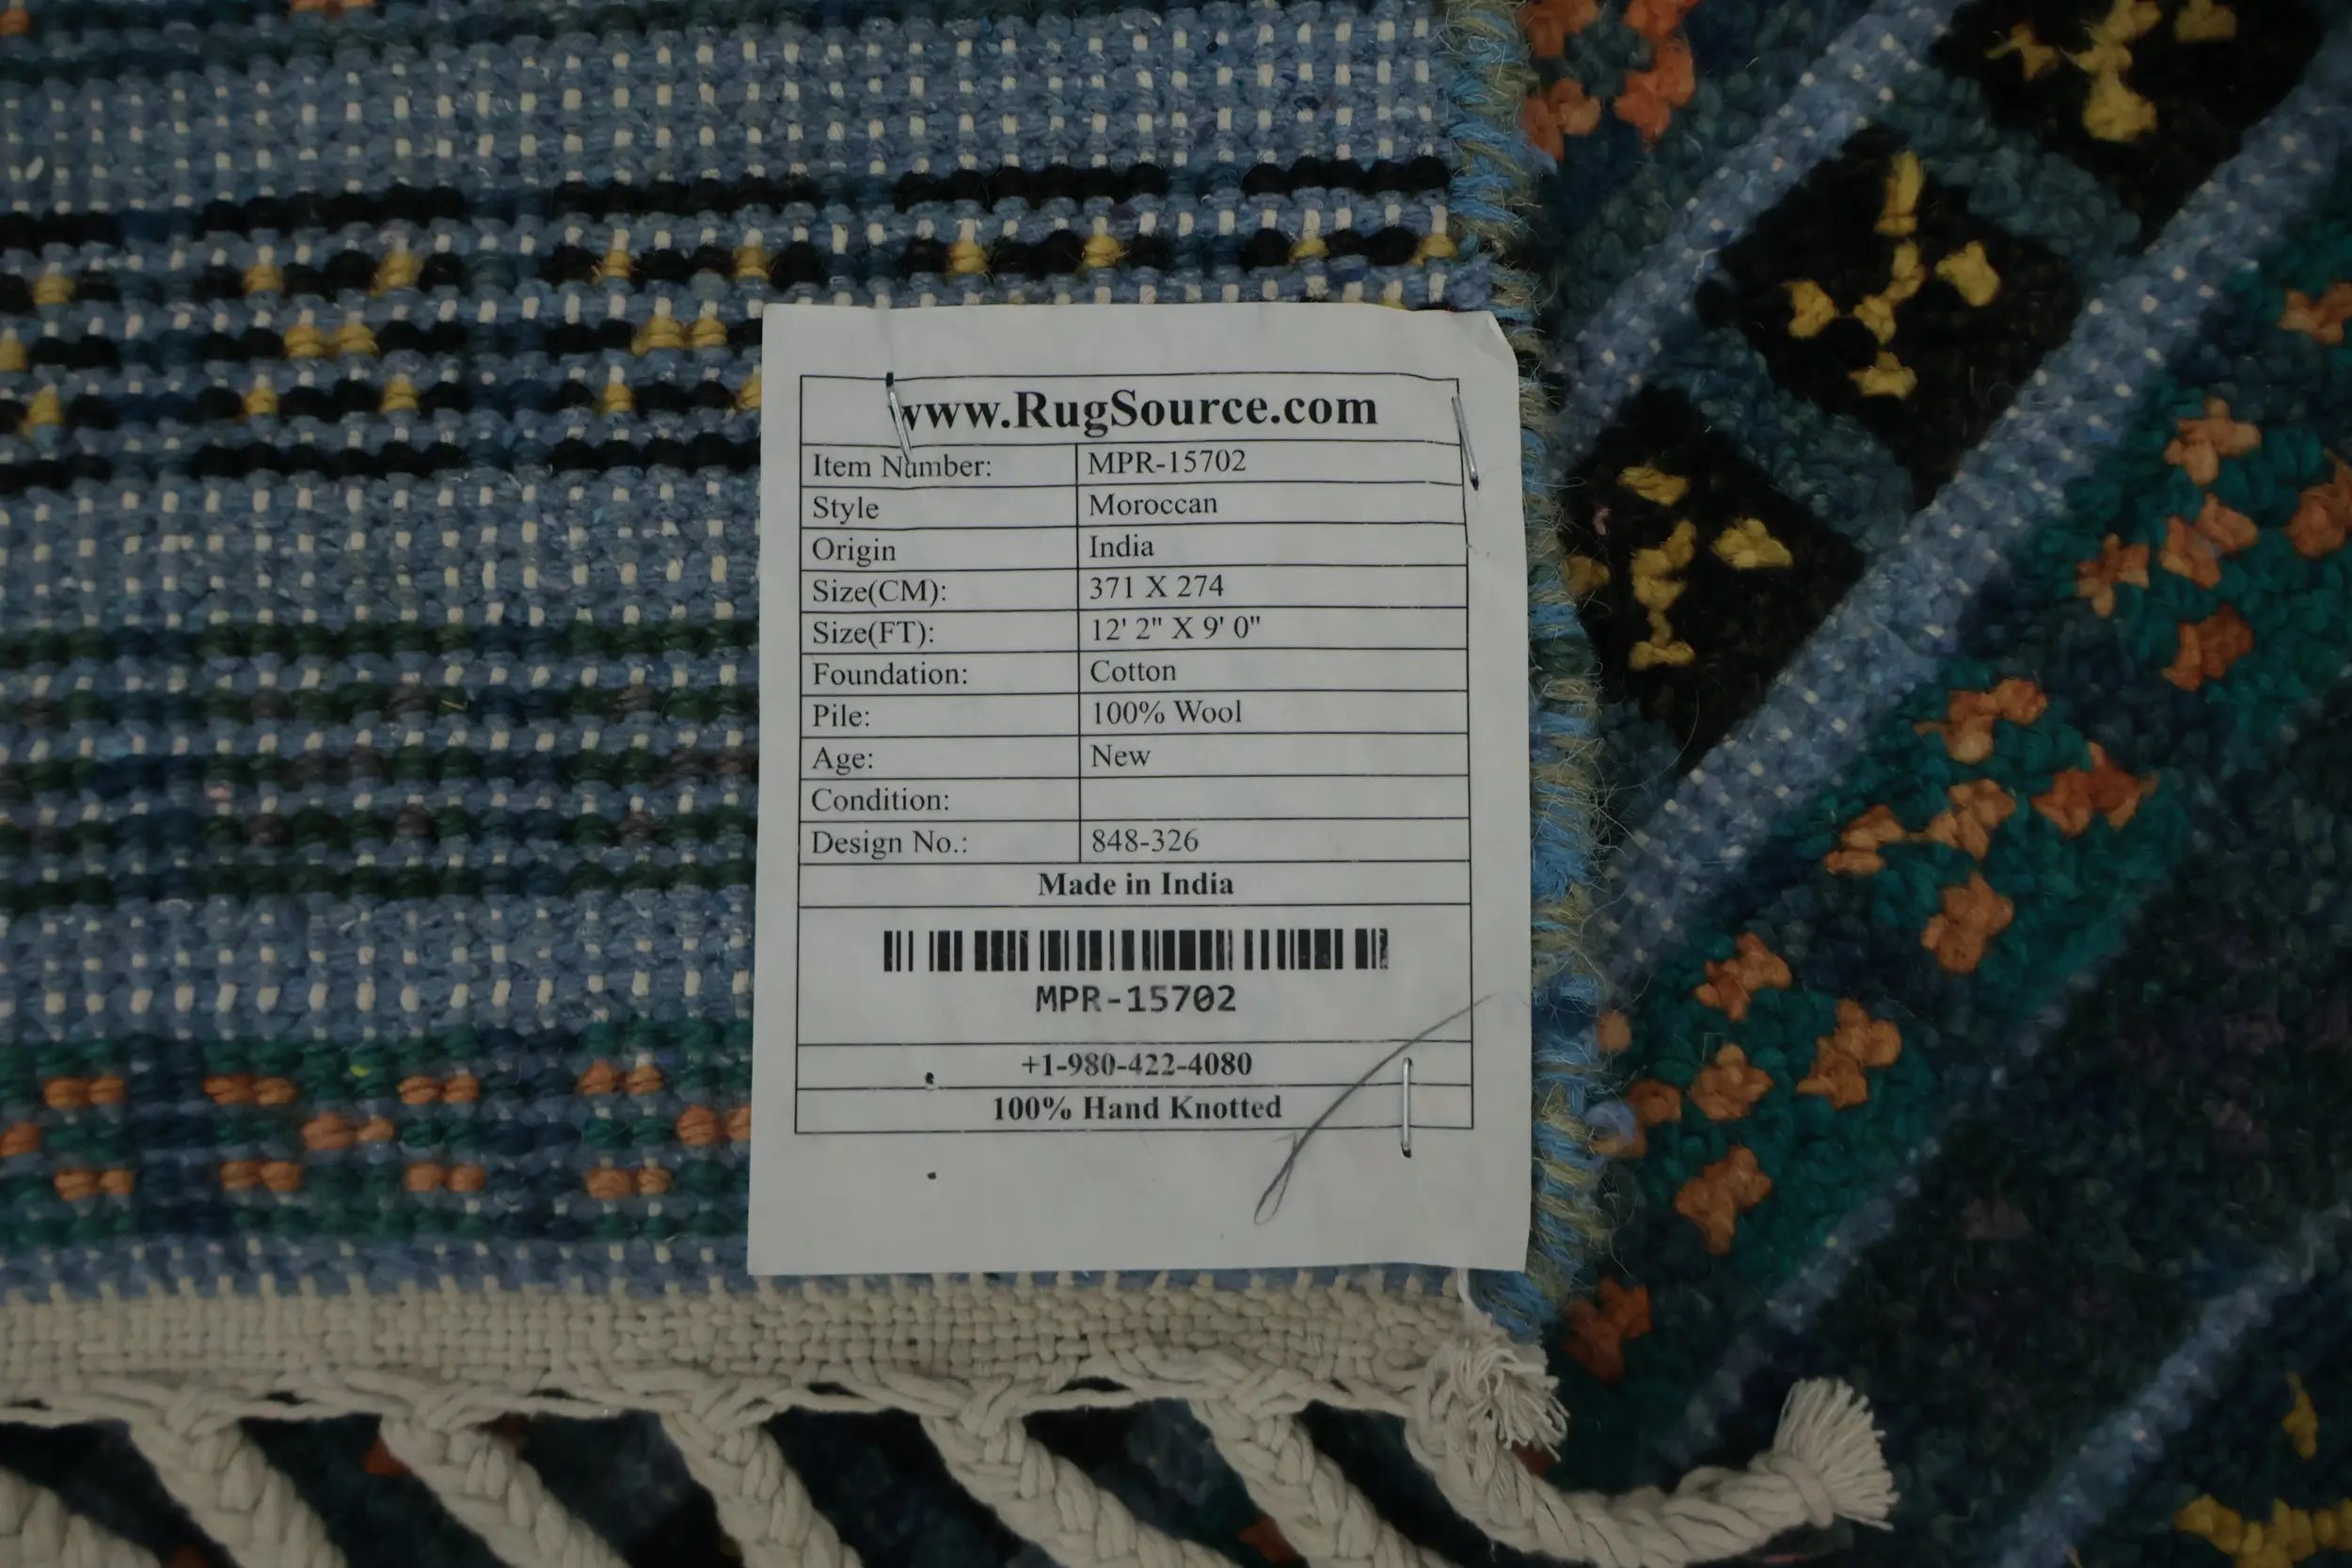 www.RugSource.com
Item Number: MPR-15702
Style Moroccan
Origin India
Size(CM): 371 X 274
Size(FT): 12' 2" X 9' 0"
Foundation: Cotton
Pile: 100% Wool
Age: New
Condition:
Design No.: 848-326
Made in India
MPR-15702
+1-980-422-4080
100% Hand Knotted